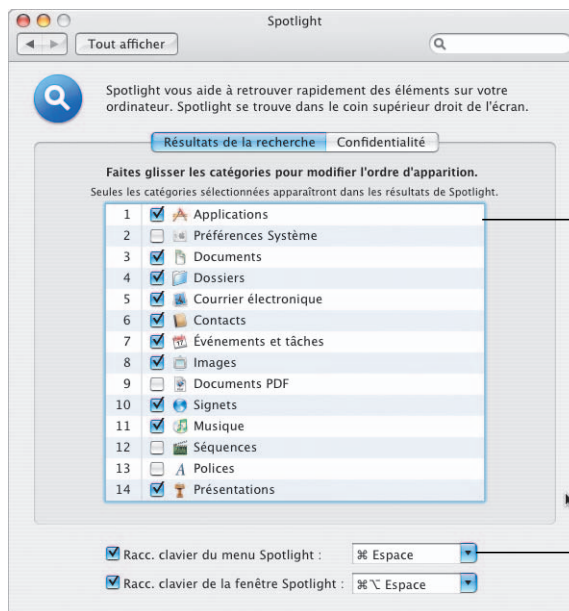 Spotlight
Tout afficher
Spotlight vous aide à retrouver rapidement des éléments sur votre
ordinateur. Spotlight se trouve dans le coin supérieur droit de l'écran.
Résultats de la recherche Confidentialité
Faites glisser les catégories pour modifier l'ordre d'apparition.
Seules les catégories sélectionnées apparaîtront dans les résultats de Spotlight.
1 Applications
2 Préférences Système
3 Documents
4 Dossiers
5 Courrier électronique
6 Contacts
7 Événements et tâches
8 Images
9 Documents PDF
10 Signets
11 Musique
12 Séquences
13 Polices
14 Présentations
Racc. clavier du menu Spotlight : ⌘ Espace
Racc. clavier de la fenêtre Spotlight : ⌘⌥ Espace